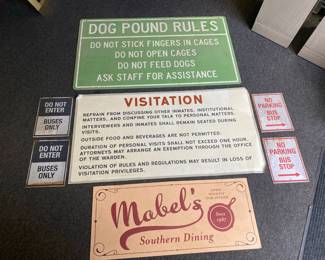 DOG POUND RULES
DO NOT STICK FINGERS IN CAGES
DO NOT OPEN CAGES
DO NOT FEED DOGS
ASK STAFF FOR ASSISTANCE
DO NOT
ENTER
BUSES
ONLY
DO NOT
ENTER
BUSES
ONLY
VISITATION
REFRAIN FROM DISCUSSING OTHER INMATES, INSTITUTIONAL
MATTERS, AND CONFINE YOUR TALK TO PERSONAL MATTERS.
INTERVIEWERS AND INMATES SHALL REMAIN SEATED DURING
VISITS.
OUTSIDE FOOD AND BEVERAGES ARE NOT PERMITTED.
DURATION OF PERSONAL VISITS SHALL NOT EXCEED ONE HOUR.
ATTORNEYS MAY ARRANGE AN EXEMPTION THROUGH THE OFFICE
OF THE WARDEN.
VIOLATION OF RULES AND REGULATIONS MAY RESULT IN LOSS OF
VISITATION PRIVILEGES.
NO
PARKING
BUS
STOP
NO
PARKING
BUS
STOP
Mabel's
Southern Dining
Since
1967